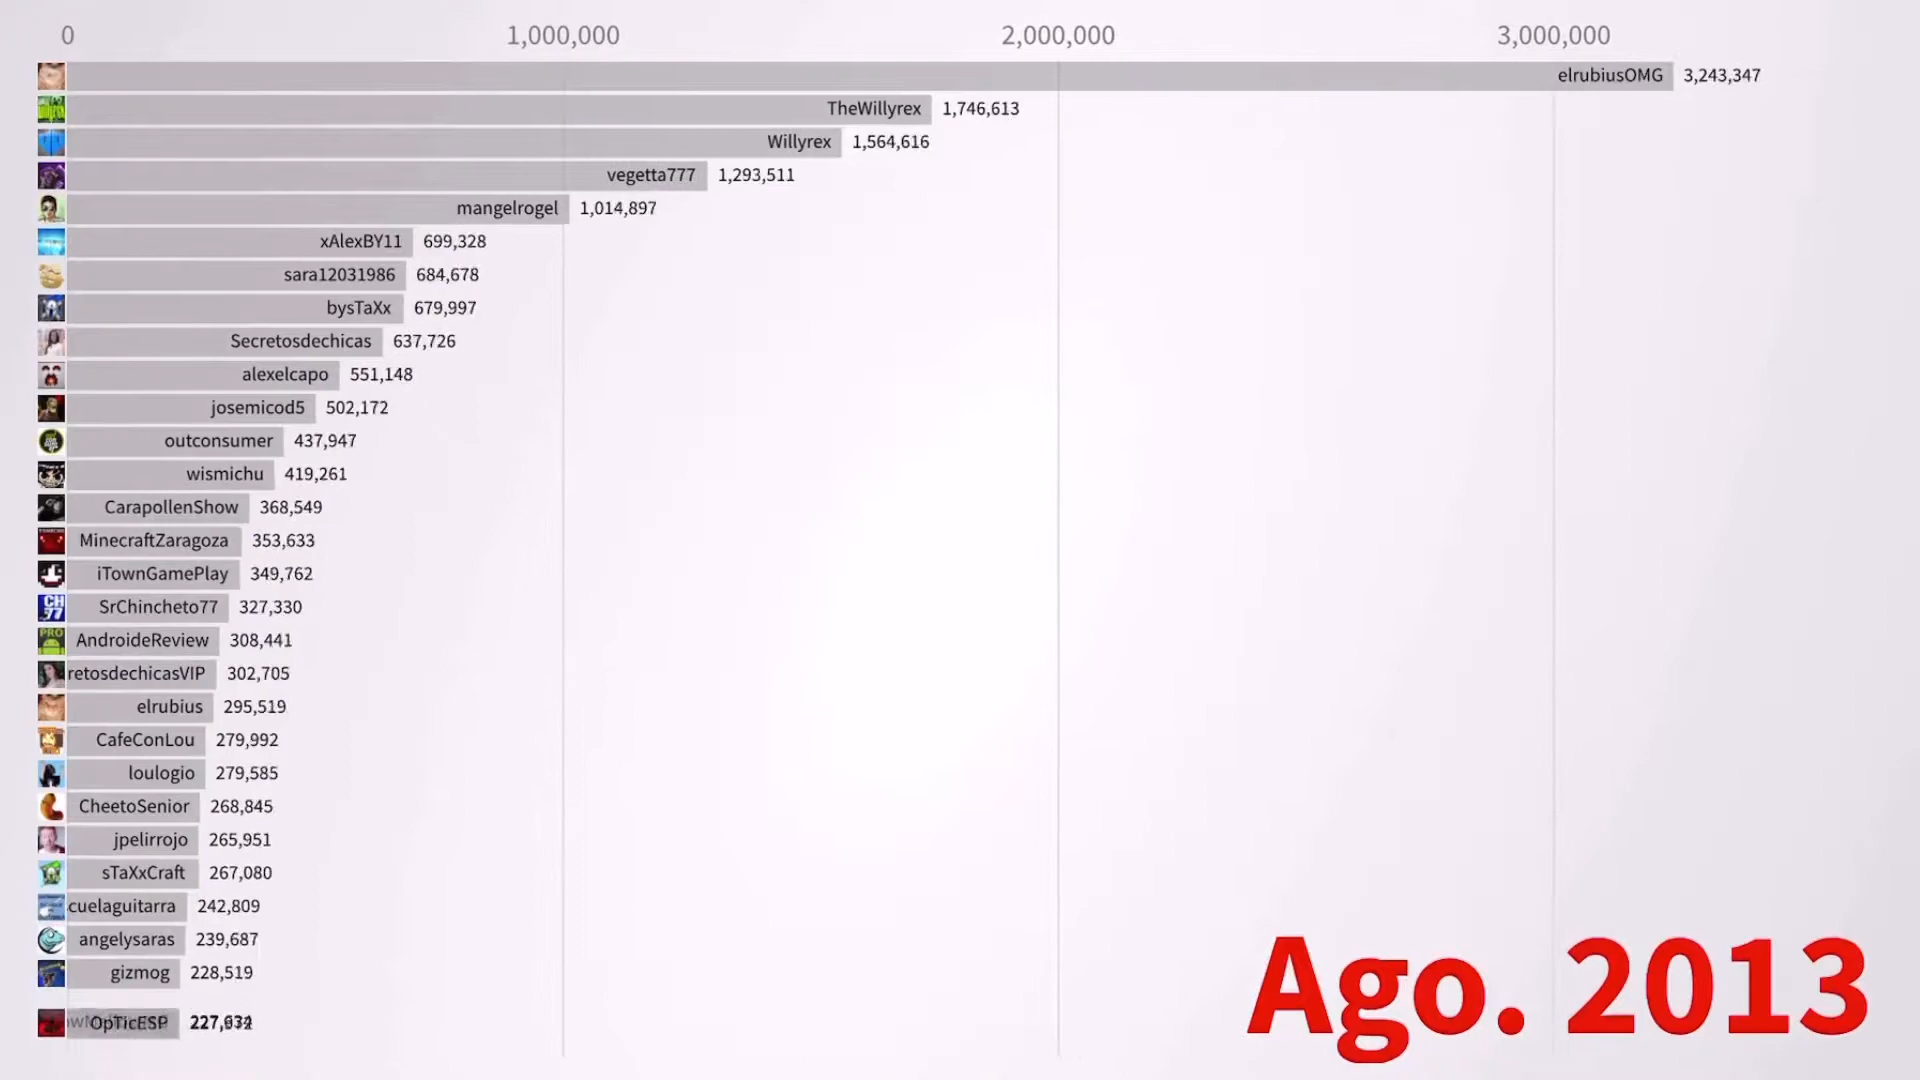 0 1,000,000 2,000,000 3,000,000
elrubiusOMG 3,243,347
TheWillyrex 1,746,613
Willyrex 1,564,616
vegetta777 1,293,511
mangelrogel 1,014,897
xAlexBY11 699,328
sara12031986 684,678
bysTaXx 679,997
Secretosdechicas 637,726
alexelcapo 551,148
josemicod5 502,172
outconsumer 437,947
wismichu 419,261
CarapollenShow 368,549
MinecraftZaragoza 353,633
iTownGamePlay 349,762
SrChincheto77 327,330
AndroideReview 308,441
retosdechicasVIP 302,705
elrubius 295,519
CafeConLou 279,992
loulogio 279,585
CheetoSenior 268,845
jpelirrojo 265,951
sTaXxCraft 267,080
cuelaguitarra 242,809
angelysaras 239,687
gizmog 228,519
OpTicESP
Ago. 2013